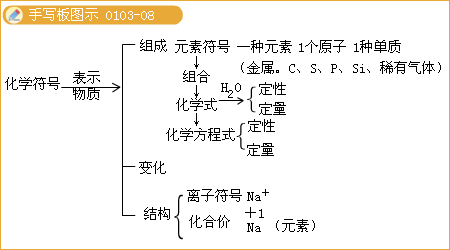 手写板图示 0103-08
组成 元素符号 一种元素 1个原子 1种单质
(金属。C、S、P、Si、稀有气体)
组合
化学符号 表示物质
化学式 H2O 定性
定量
化学方程式 定性
定量
变化
结构 离子符号 Na+
化合价 +1
Na (元素)